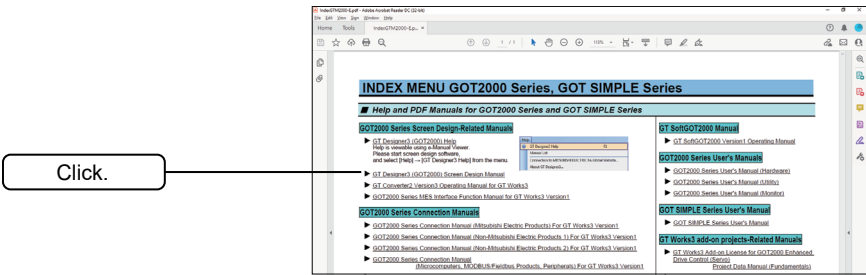 IndexGTM2000-E.pdf - Adobe Acrobat Reader DC (32-bit)
File Edit View Sign Window Help
Home Tools IndexGTM2000-E.p... ×
1 / 1
110%
INDEX MENU GOT2000 Series, GOT SIMPLE Series
■ Help and PDF Manuals for GOT2000 Series and GOT SIMPLE Series
GOT2000 Series Screen Design-Related Manuals
▶ GT Designer3 (GOT2000) Help
Help is viewable using e-Manual Viewer.
Please start screen design software,
and select [Help] → [GT Designer3 Help] from the menu.
Help
GT Designer3 Help F1
About GT Designer3...
Click.
▶ GT Designer3 (GOT2000) Screen Design Manual
▶ GT Converter2 Version3 Operating Manual for GT Works3
▶ GOT2000 Series MES Interface Function Manual for GT Works3 Version1
GOT2000 Series Connection Manuals
▶ GOT2000 Series Connection Manual (Mitsubishi Electric Products) For GT Works3 Version1
▶ GOT2000 Series Connection Manual (Non-Mitsubishi Electric Products 1) For GT Works3 Version1
▶ GOT2000 Series Connection Manual (Non-Mitsubishi Electric Products 2) For GT Works3 Version1
▶ GOT2000 Series Connection Manual
(Microcomputers, MODBUS/Fieldbus Products, Peripherals) For GT Works3 Version1
GT SoftGOT2000 Manual
▶ GT SoftGOT2000 Version1 Operating Manual
GOT2000 Series User's Manuals
▶ GOT2000 Series User's Manual (Hardware)
▶ GOT2000 Series User's Manual (Utility)
▶ GOT2000 Series User's Manual (Monitor)
GOT SIMPLE Series User's Manual
▶ GOT SIMPLE Series User's Manual
GT Works3 add-on projects-Related Manuals
▶ GT Works3 Add-on License for GOT2000 Enhanced
Drive Control (Servo)
Project Data Manual (Fundamentals)